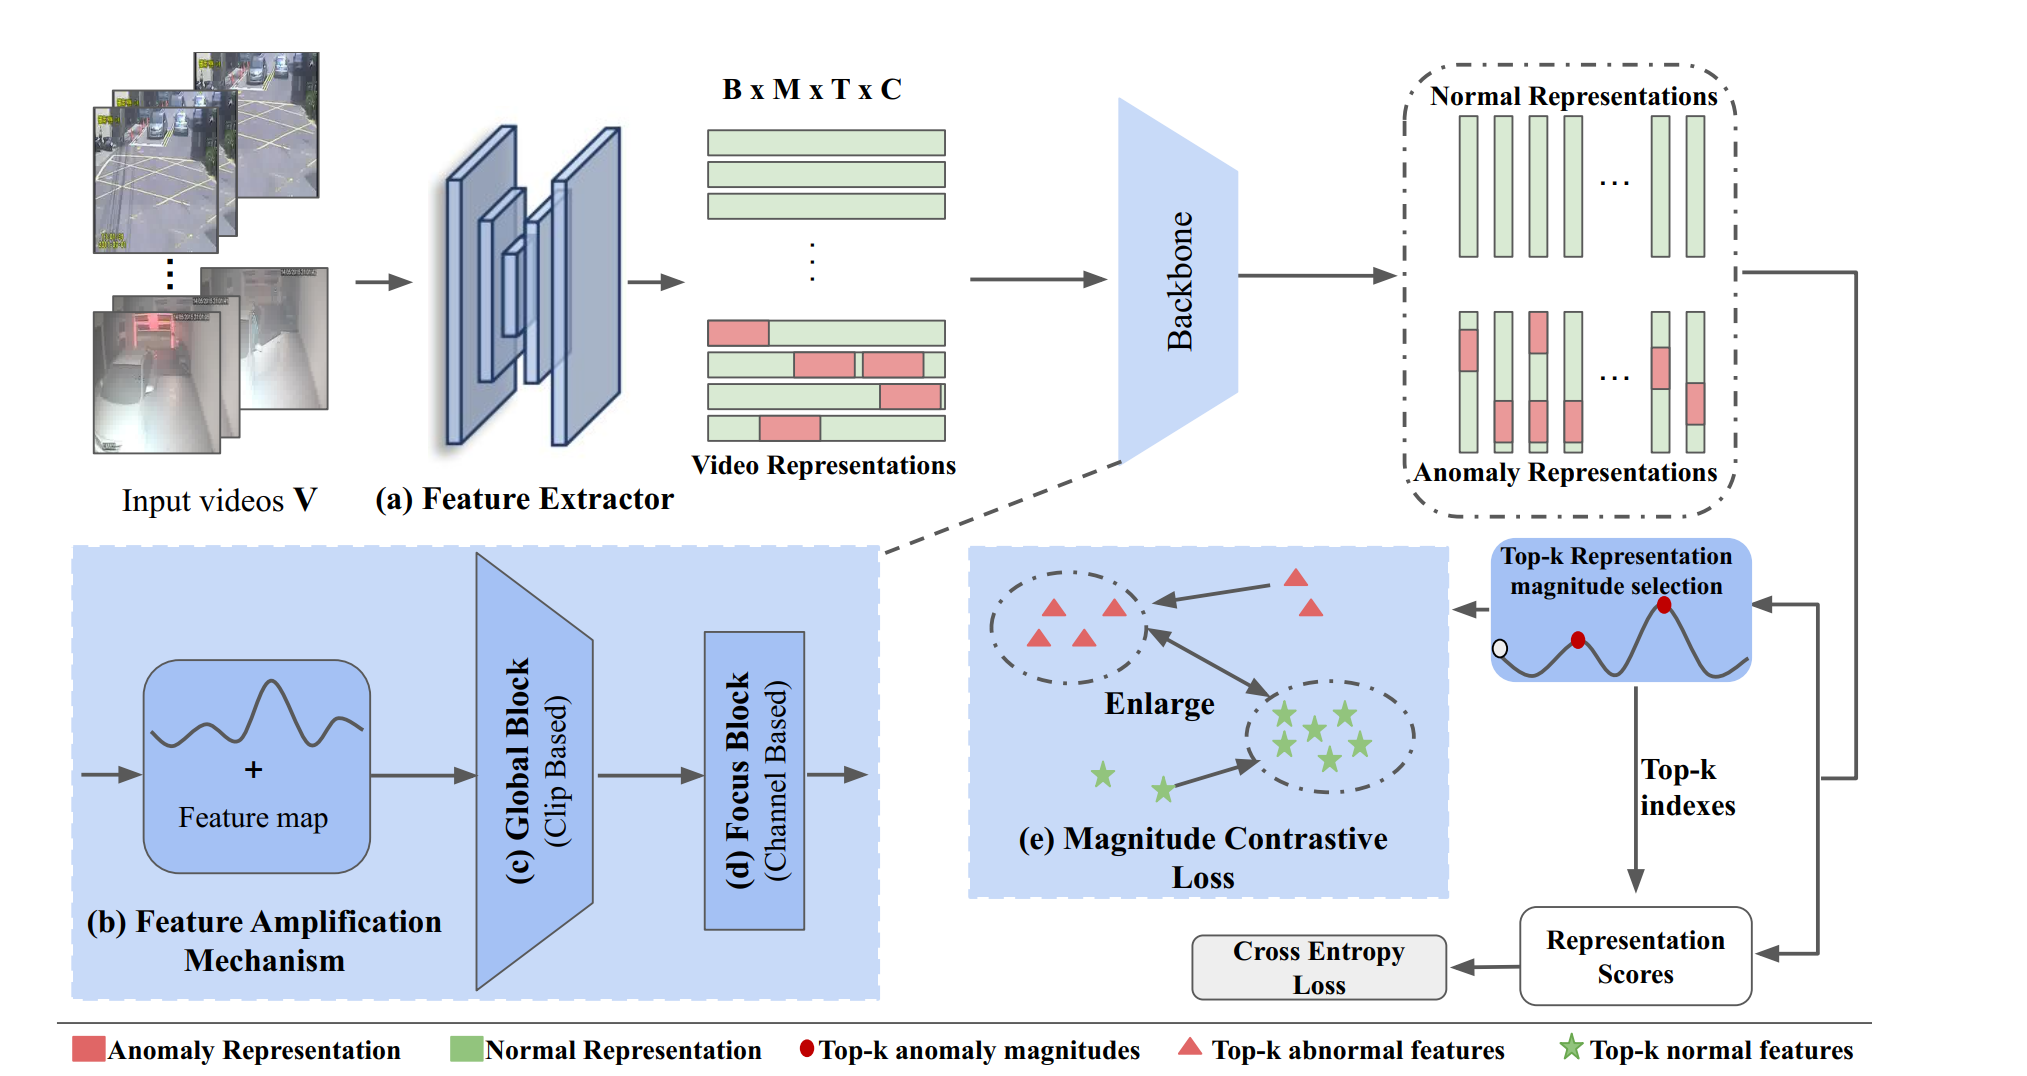 B x M x T x C
Normal Representations
Backbone
Video Representations
Anomaly Representations
Input videos V
(a) Feature Extractor
Top-k Representation
magnitude selection
Enlarge
(c) Global Block
(Clip Based)
(d) Focus Block
(Channel Based)
+
Feature map
Top-k
indexes
(e) Magnitude Contrastive
Loss
(b) Feature Amplification
Mechanism
Cross Entropy
Loss
Representation
Scores
Anomaly Representation
Normal Representation
Top-k anomaly magnitudes
Top-k abnormal features
Top-k normal features